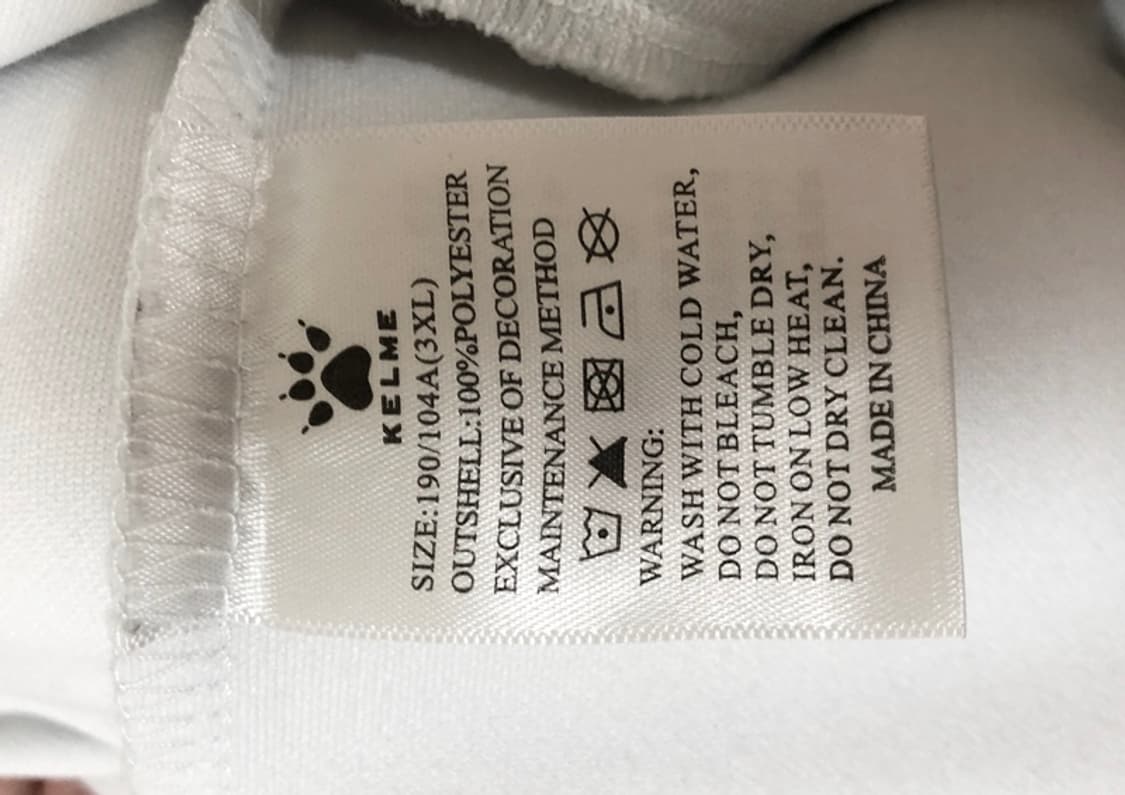 KELME
SIZE:190/104A(3XL)
OUTSHELL:100%POLYESTER
EXCLUSIVE OF DECORATION
MAINTENANCE METHOD
WARNING:
WASH WITH COLD WATER,
DO NOT BLEACH,
DO NOT TUMBLE DRY,
IRON ON LOW HEAT,
DO NOT DRY CLEAN.
MADE IN CHINA